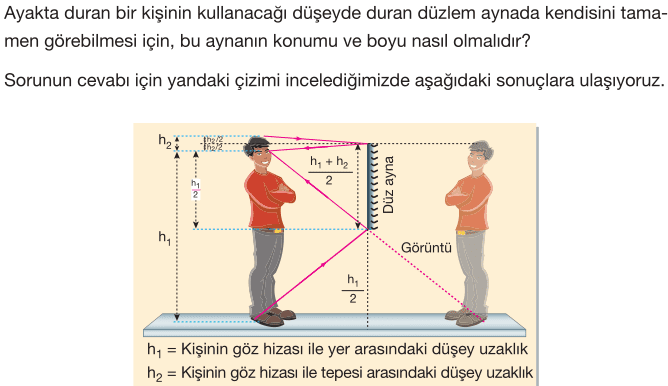 Ayakta duran bir kişinin kullanacağı düşeyde duran düzlem aynada kendisini tama-
men görebilmesi için, bu aynanın konumu ve boyu nasıl olmalıdır?
Sorunun cevabı için yandaki çizimi incelediğimizde aşağıdaki sonuçlara ulaşıyoruz.
h₂
h₂/2
h₂/2
h₁
2
h₁ + h₂
2
Düz ayna
h₁
Görüntü
h₁
2
h₁ = Kişinin göz hizası ile yer arasındaki düşey uzaklık
h₂ = Kişinin göz hizası ile tepesi arasındaki düşey uzaklık